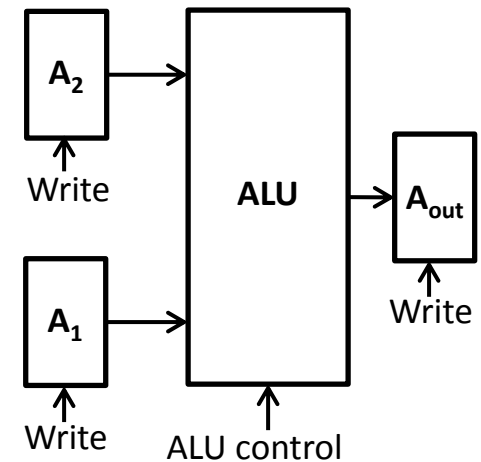 A2
Write
ALU
Aout
Write
A1
Write
ALU control